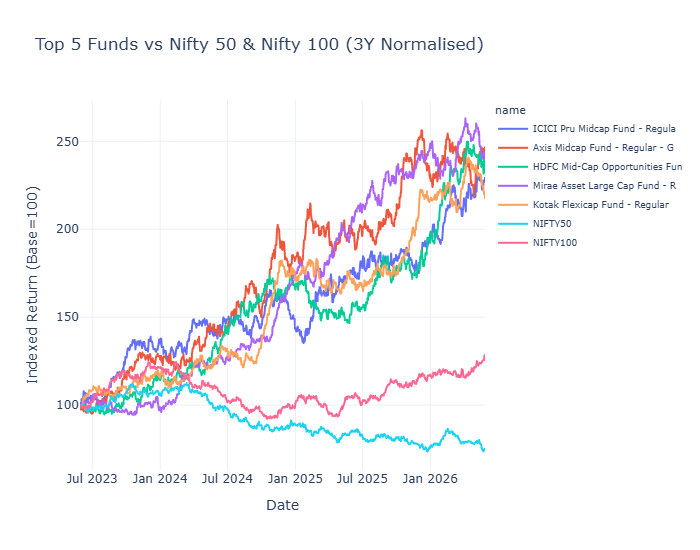 Top 5 Funds vs Nifty 50 & Nifty 100 (3Y Normalised)
name
ICICI Pru Midcap Fund - Regula
Axis Midcap Fund - Regular - G
HDFC Mid-Cap Opportunities Fun
Mirae Asset Large Cap Fund - R
Kotak Flexicap Fund - Regular
NIFTY50
NIFTY100
Indexed Return (Base=100)
250
200
150
100
Jul 2023 Jan 2024 Jul 2024 Jan 2025 Jul 2025 Jan 2026
Date